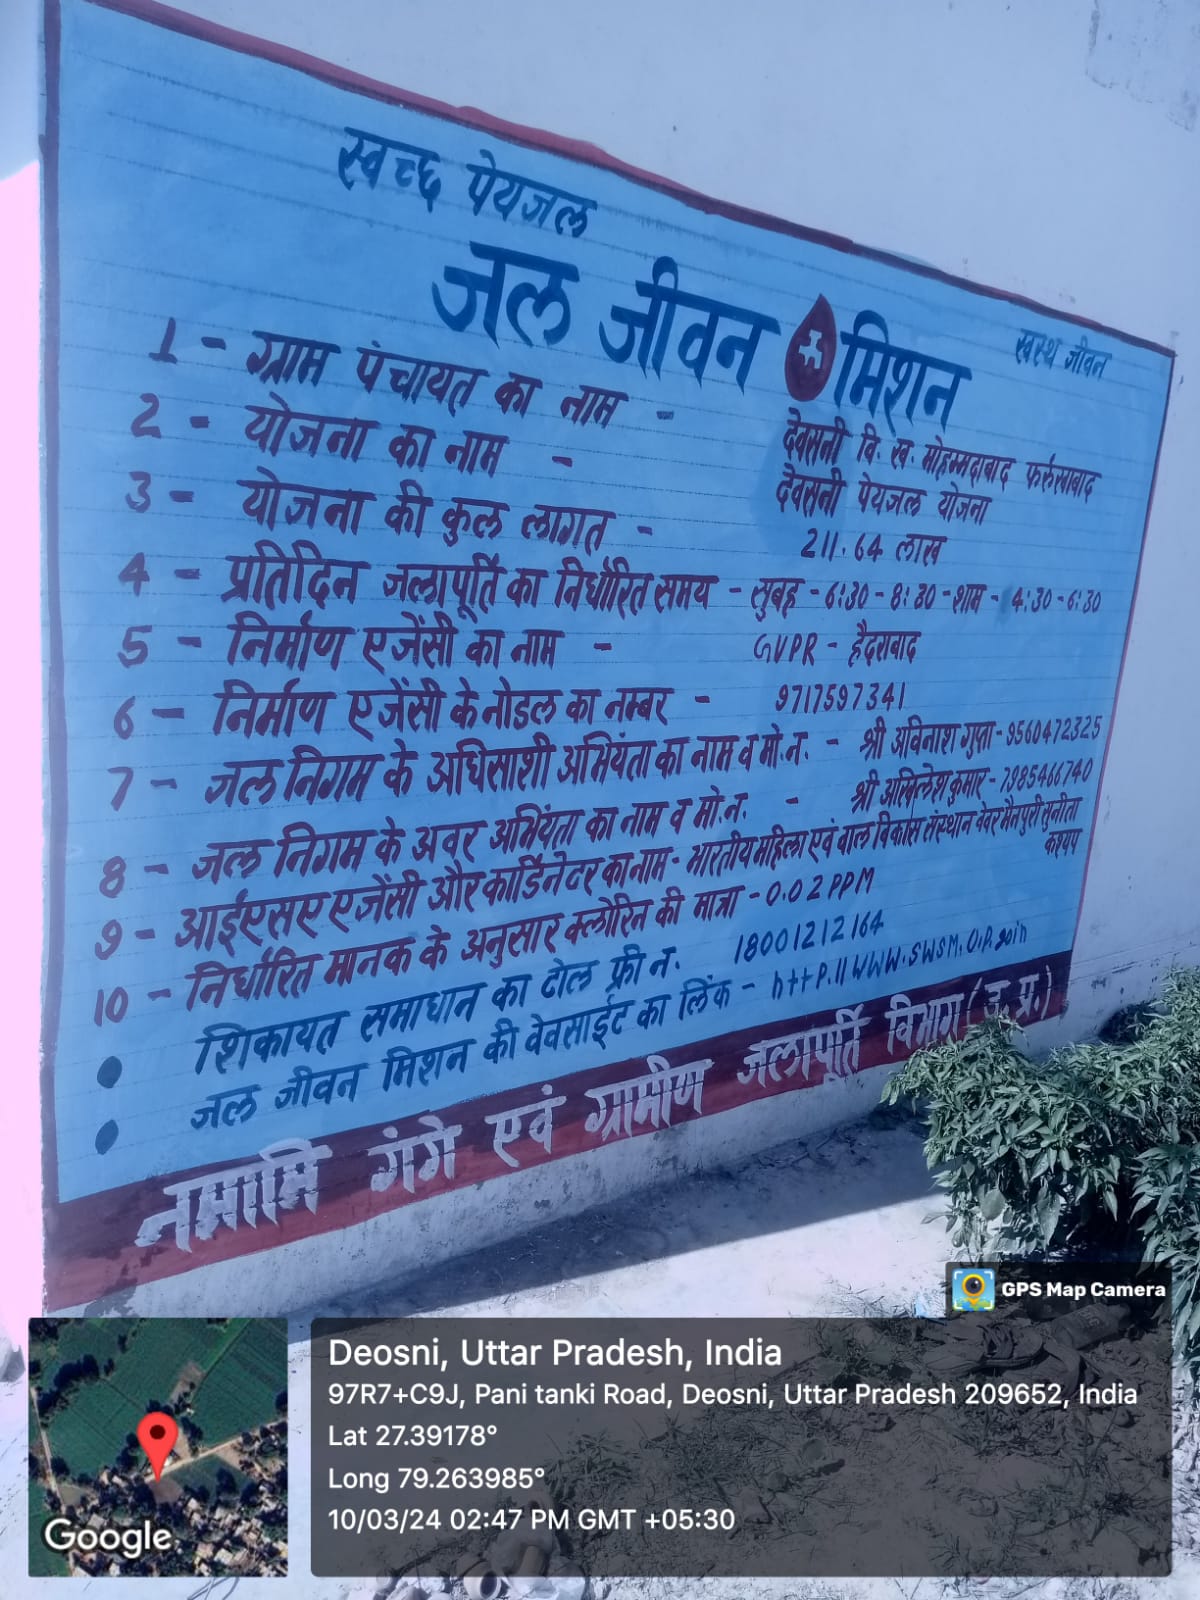 स्वच्छ पेयजल
जल जीवन मिशन
स्वस्थ जीवन
1 - ग्राम पंचायत का नाम - देवसनी वि. ख. मोहम्मदाबाद फर्रुखाबाद
2 - योजना का नाम - देवसनी पेयजल योजना
3 - योजना की कुल लागत - 211.64 लाख
4 - प्रतिदिन जलापूर्ति का निर्धारित समय - सुबह - 6:30 - 8:30 - शाम - 4:30 - 6:30
5 - निर्माण एजेंसी का नाम - GVPR - हैदराबाद
6 - निर्माण एजेंसी के नोडल का नम्बर - 9717597341
7 - जल निगम के अधिसाशी अभियंता का नाम व मो.न. - श्री अविनाश गुप्ता - 9560472325
8 - जल निगम के अवर अभियंता का नाम व मो.न. - श्री अखिलेश कुमार - 7985466740
9 - आईएसए एजेंसी और कार्डिनेटर का नाम - भारतीय महिला एवं बाल विकास संस्थान वेवर मैनपुरी सुनीता
कश्यप
10 - निर्धारित मानक के अनुसार क्लोरिन की मात्रा - 0.02 PPM
● शिकायत समाधान का टोल फ्री न. 18001212164
● जल जीवन मिशन की वेवसाईट का लिंक - http.//WWW.SWSM.U.P.goin
नमामि गंगे एवं ग्रामीण जलापूर्ति विभाग (उ.प्र.)
GPS Map Camera
Deosni, Uttar Pradesh, India
97R7+C9J, Pani tanki Road, Deosni, Uttar Pradesh 209652, India
Lat 27.39178°
Long 79.263985°
10/03/24 02:47 PM GMT +05:30
Google